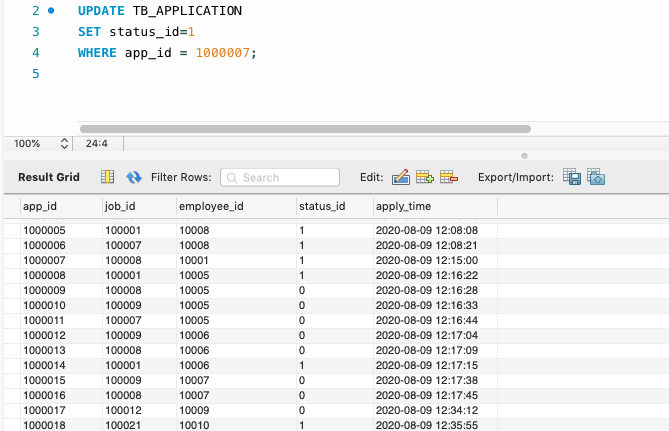 2 UPDATE TB_APPLICATION
3 SET status_id=1
4 WHERE app_id = 1000007;
5
100% 24:4
Result Grid Filter Rows: Search Edit: Export/Import:
app_id job_id employee_id status_id apply_time
1000005 100001 10008 1 2020-08-09 12:08:08
1000006 100007 10008 1 2020-08-09 12:08:21
1000007 100008 10001 1 2020-08-09 12:15:00
1000008 100001 10005 1 2020-08-09 12:16:22
1000009 100008 10005 0 2020-08-09 12:16:28
1000010 100009 10005 0 2020-08-09 12:16:33
1000011 100007 10005 0 2020-08-09 12:16:44
1000012 100009 10006 0 2020-08-09 12:17:04
1000013 100008 10006 0 2020-08-09 12:17:09
1000014 100001 10006 1 2020-08-09 12:17:15
1000015 100009 10007 0 2020-08-09 12:17:38
1000016 100008 10007 0 2020-08-09 12:17:45
1000017 100012 10009 0 2020-08-09 12:34:12
1000018 100021 10010 1 2020-08-09 12:35:55